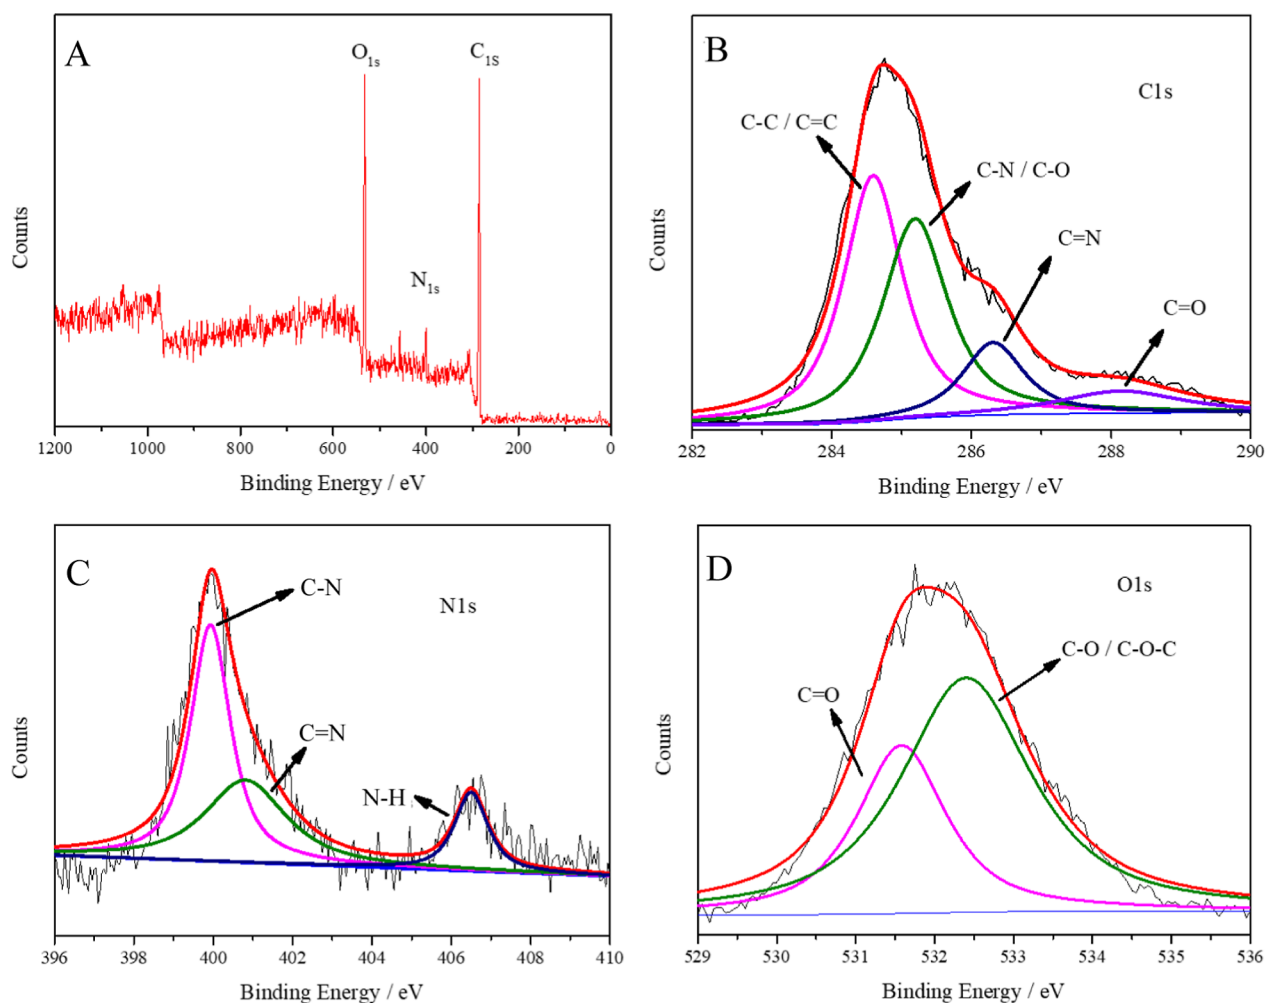 A
O1s
C1S
N1s
Counts
1200 1000 800 600 400 200 0
Binding Energy / eV
B
C1s
C-C / C=C
C-N / C-O
C=N
C=O
Counts
282 284 286 288 290
Binding Energy / eV
C
C-N
N1s
C=N
N-H
Counts
396 398 400 402 404 406 408 410
Binding Energy / eV
D
O1s
C-O / C-O-C
C=O
Counts
529 530 531 532 533 534 535 536
Binding Energy / eV